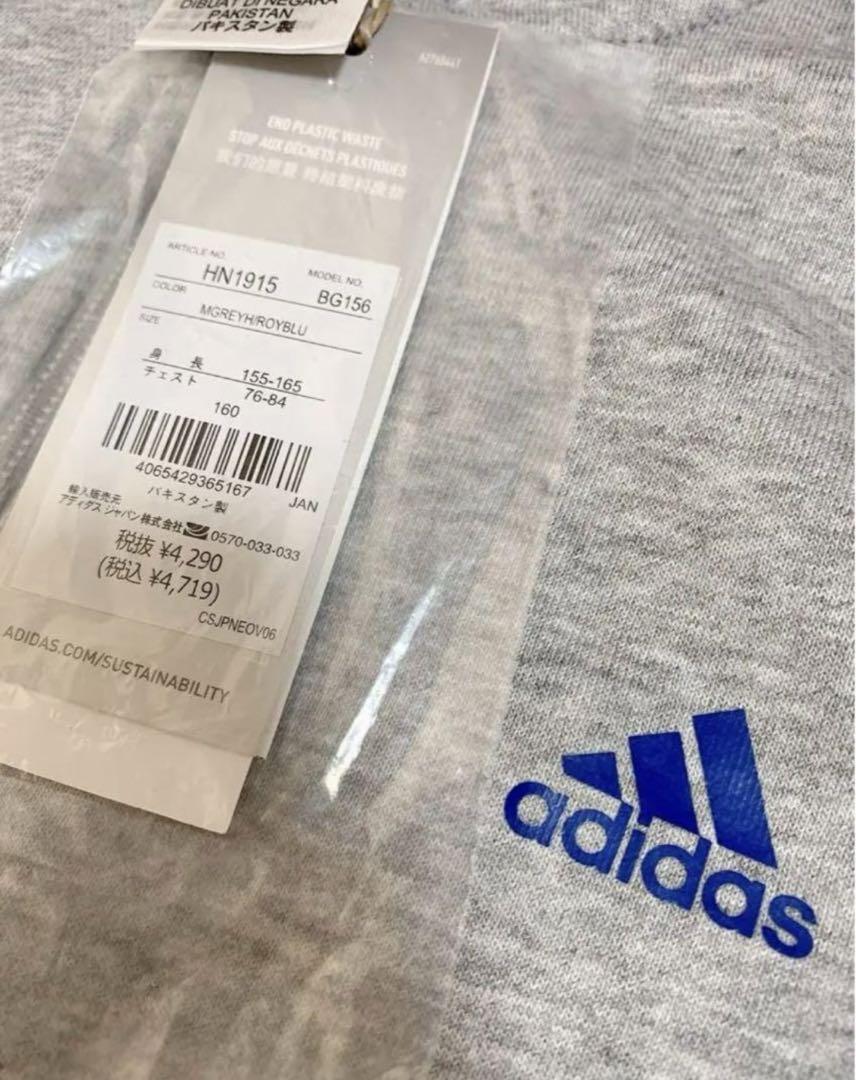 DIBUAT DI NEGARA
PAKISTAN
パキスタン製
END PLASTIC WASTE
STOP AUX DÉCHETS PLASTIQUES
ARTICLE NO.
HN1915
MODEL NO.
BG156
COLOR
MGREYH/ROYBLU
SIZE
身 長 155-165
チェスト 76-84
160
4065429365167
JAN
パキスタン製
輸入販売元
アディダス ジャパン株式会社 0570-033-033
税抜 ¥4,290
(税込 ¥4,719)
CSJPNEOV06
ADIDAS.COM/SUSTAINABILITY
adidas